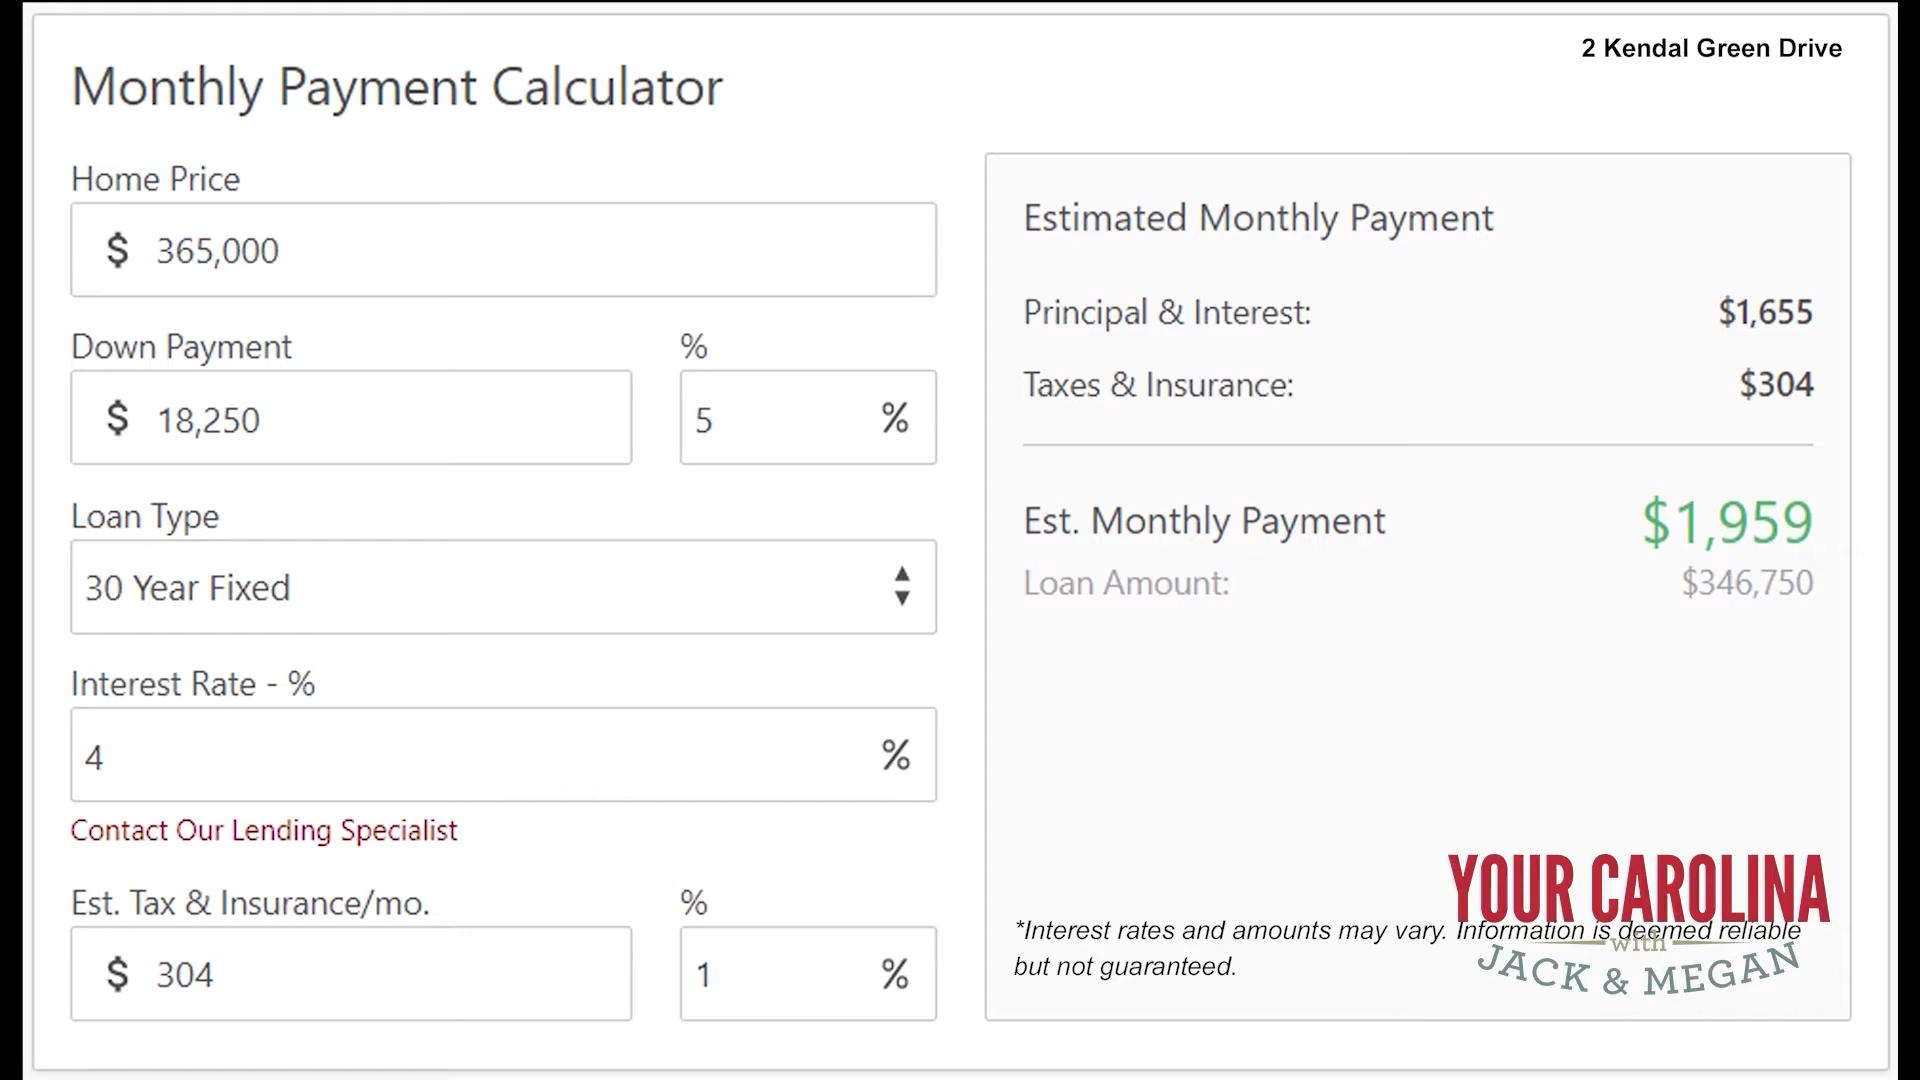 2 Kendal Green Drive
Monthly Payment Calculator
Home Price
$ 365,000
Down Payment %
$ 18,250 5 %
Loan Type
30 Year Fixed
Interest Rate - %
4 %
Contact Our Lending Specialist
Est. Tax & Insurance/mo. %
$ 304 1 %
Estimated Monthly Payment
Principal & Interest: $1,655
Taxes & Insurance: $304
Est. Monthly Payment $1,959
Loan Amount: $346,750
*Interest rates and amounts may vary. Information is deemed reliable
but not guaranteed.
YOUR CAROLINA
with
JACK & MEGAN